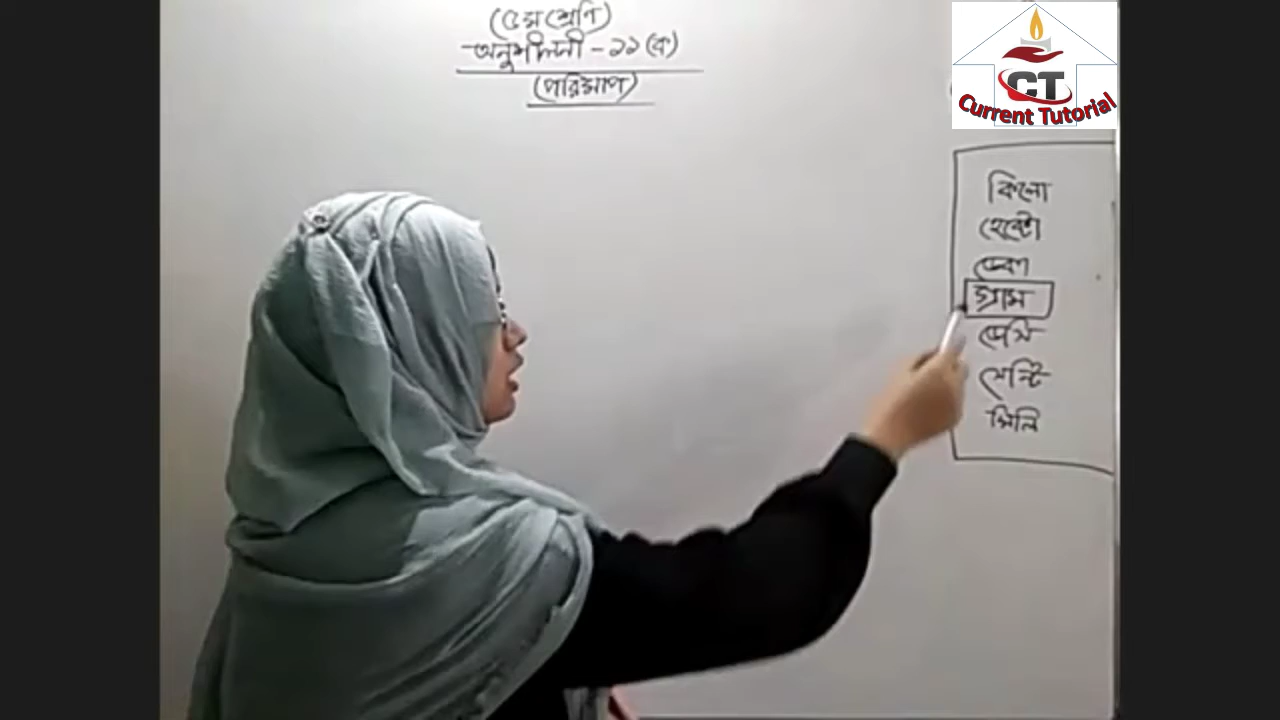 (৫ম শ্রেণি)
অনুশীলনী - ১১ (ক)
(পরিমাপ)
CT
Current Tutorial
কিলো
হেক্টো
ডেকা
গ্রাম
ডেসি
সেন্টি
মিলি